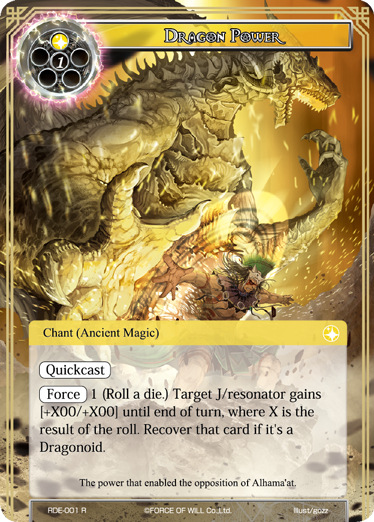 Dragon Power
1
Chant (Ancient Magic)
Quickcast
Force 1 (Roll a die.) Target J/resonator gains
[+X00/+X00] until end of turn, where X is the
result of the roll. Recover that card if it's a
Dragonoid.
The power that enabled the opposition of Alhama'at.
RDE-001 R ©FORCE OF WILL Co.,Ltd. Illust/gozz